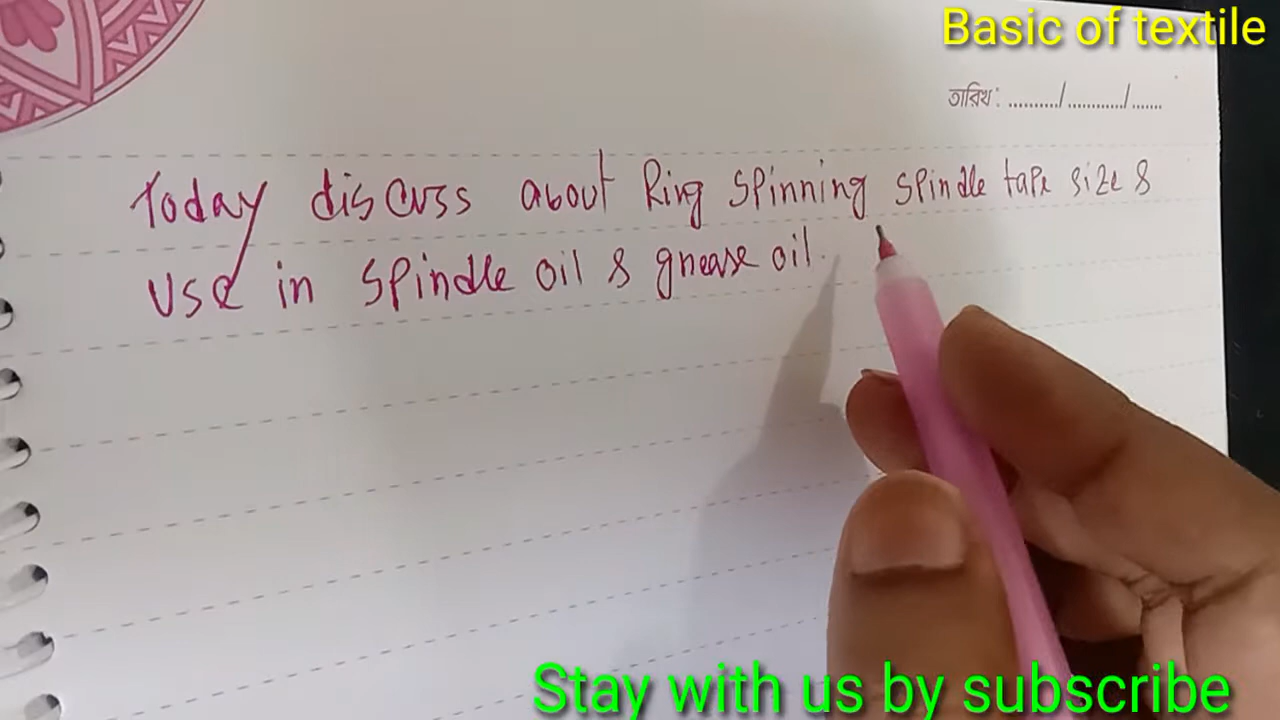 Basic of textile
তারিখ: ........../............/.......
Today discuss about Ring spinning spindle tape size &
use in spindle oil & grease oil.
Stay with us by subscribe